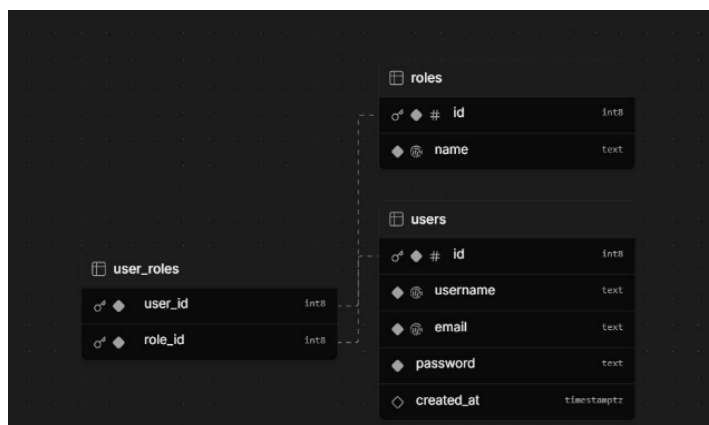 roles
# id int8
name text
users
# id int8
username text
email text
password text
created_at timestamptz
user_roles
user_id int8
role_id int8